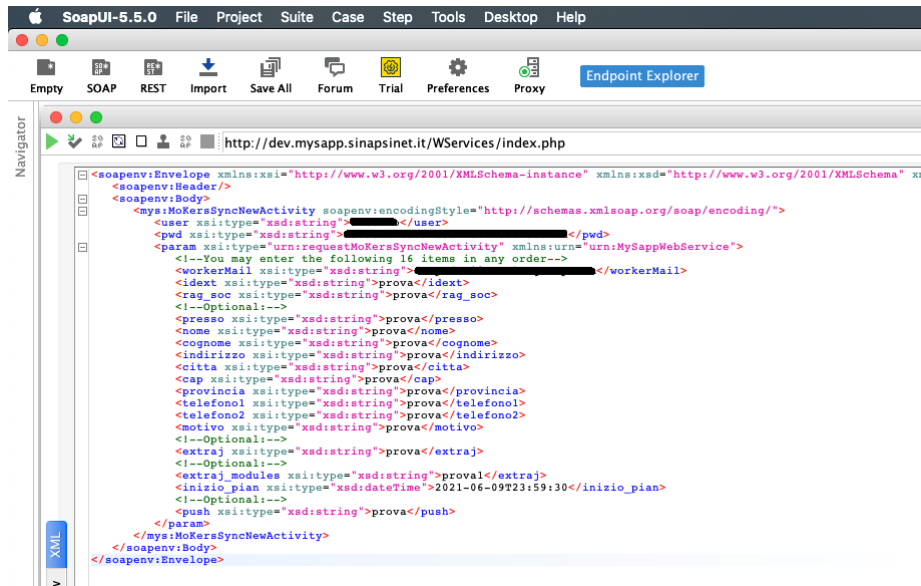 SoapUI-5.5.0 File Project Suite Case Step Tools Desktop Help
Empty SOAP REST Import Save All Forum Trial Preferences Proxy Endpoint Explorer
Navigator
http://dev.mysapp.sinapsinet.it/WServices/index.php
<soapenv:Envelope xmlns:xsi="http://www.w3.org/2001/XMLSchema-instance" xmlns:xsd="http://www.w3.org/2001/XMLSchema"
<soapenv:Header/>
<soapenv:Body>
<mys:MoKersSyncNewActivity soapenv:encodingStyle="http://schemas.xmlsoap.org/soap/encoding/">
<user xsi:type="xsd:string"></user>
<pwd xsi:type="xsd:string"></pwd>
<param xsi:type="urn:requestMoKersSyncNewActivity" xmlns:urn="urn:MySappWebService">
<!--You may enter the following 16 items in any order-->
<workerMail xsi:type="xsd:string"></workerMail>
<idext xsi:type="xsd:string">prova</idext>
<rag_soc xsi:type="xsd:string">prova</rag_soc>
<!--Optional:-->
<presso xsi:type="xsd:string">prova</presso>
<nome xsi:type="xsd:string">prova</nome>
<cognome xsi:type="xsd:string">prova</cognome>
<indirizzo xsi:type="xsd:string">prova</indirizzo>
<citta xsi:type="xsd:string">prova</citta>
<cap xsi:type="xsd:string">prova</cap>
<provincia xsi:type="xsd:string">prova</provincia>
<telefono1 xsi:type="xsd:string">prova</telefono1>
<telefono2 xsi:type="xsd:string">prova</telefono2>
<motivo xsi:type="xsd:string">prova</motivo>
<!--Optional:-->
<extraj xsi:type="xsd:string">prova</extraj>
<!--Optional:-->
<extraj_modules xsi:type="xsd:string">prova1</extraj>
<inizio_pian xsi:type="xsd:dateTime">2021-06-09T23:59:30</inizio_pian>
<!--Optional:-->
<push xsi:type="xsd:string">prova</push>
</param>
</mys:MoKersSyncNewActivity>
</soapenv:Body>
</soapenv:Envelope>
XML